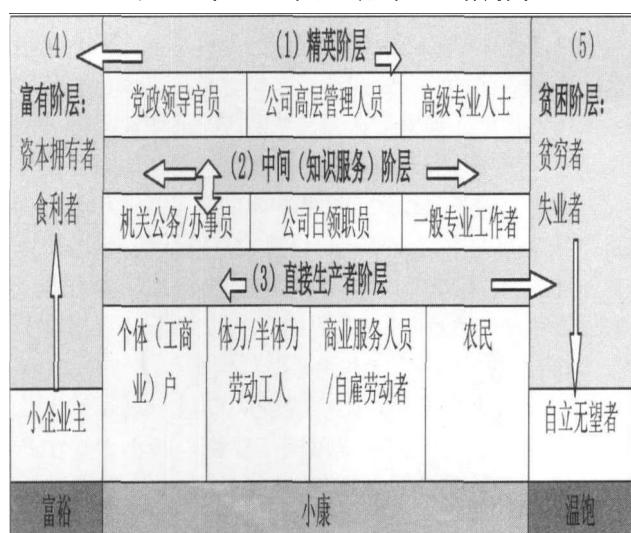 (4)
富有阶层：
资本拥有者
食利者
小企业主
富裕
(1) 精英阶层
党政领导官员
公司高层管理人员
高级专业人士
(2) 中间 (知识服务) 阶层
机关公务/办事员
公司白领职员
一般专业工作者
(3) 直接生产者阶层
个体 (工商
业) 户
体力/半体力
劳动工人
商业服务人员
/自雇劳动者
农民
小康
(5)
贫困阶层：
贫穷者
失业者
自立无望者
温饱